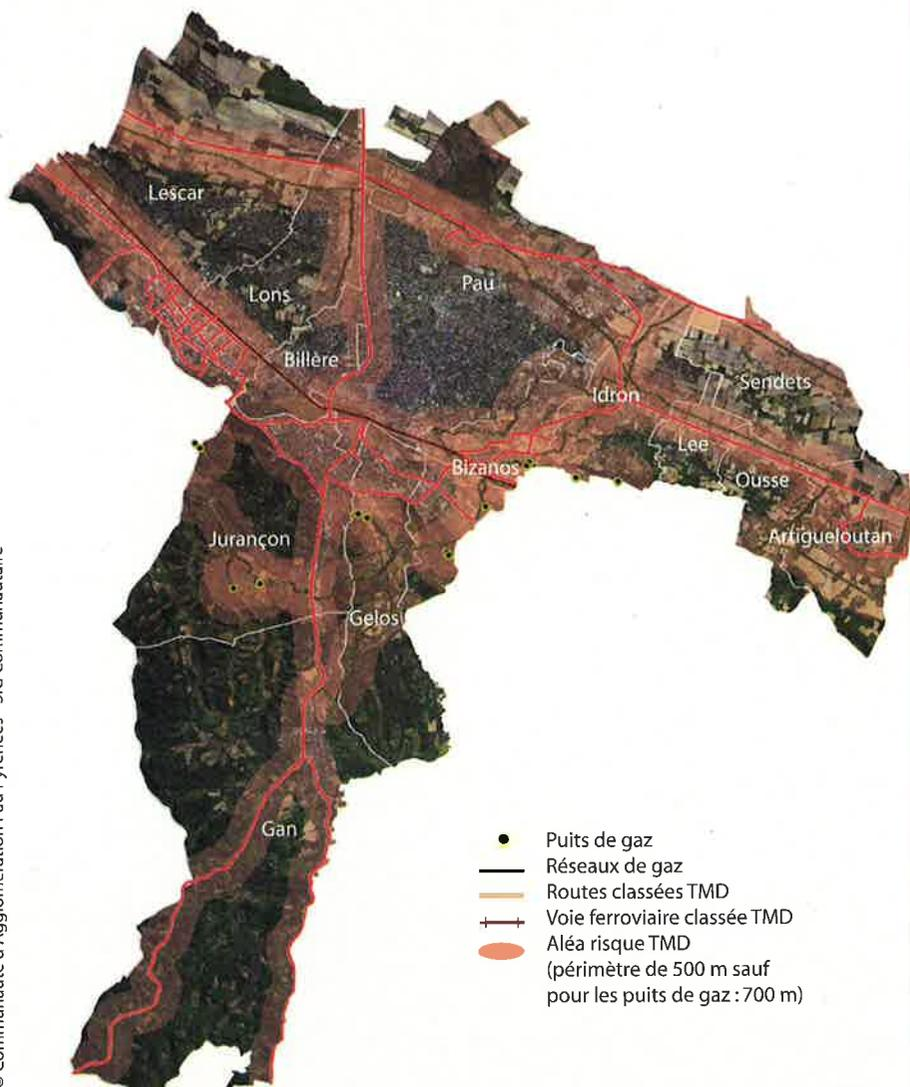 Lescar
Lons
Pau
Billère
Sendets
Idron
Lee
Bizanos
Ousse
Jurançon
Artigueloutan
Gelos
Gan
Puits de gaz
Réseaux de gaz
Routes classées TMD
Voie ferroviaire classée TMD
Aléa risque TMD
(périmètre de 500 m sauf
pour les puits de gaz : 700 m)